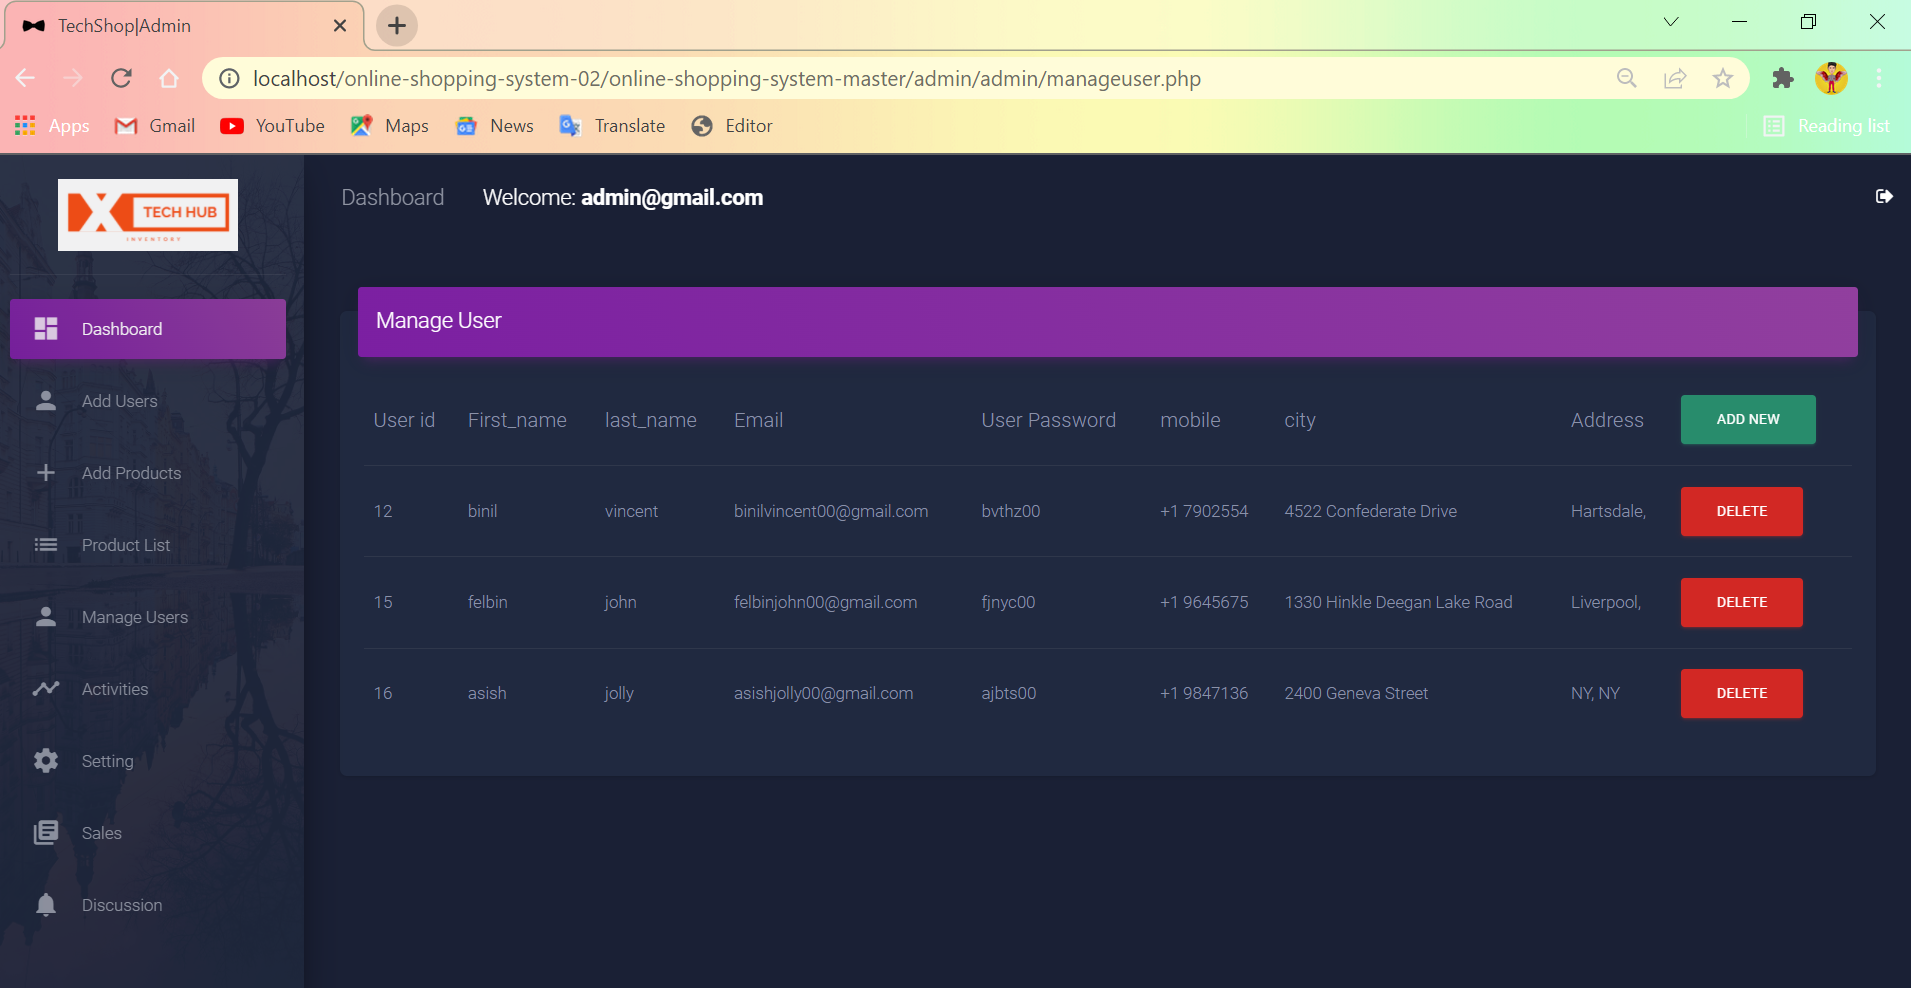 TechShop|Admin
localhost/online-shopping-system-02/online-shopping-system-master/admin/admin/manageuser.php
Apps Gmail YouTube Maps News Translate Editor Reading list
TECH HUB
INVENTORY
Dashboard Welcome: admin@gmail.com
Dashboard
Add Users
Add Products
Product List
Manage Users
Activities
Setting
Sales
Discussion
Manage User
User id First_name last_name Email User Password mobile city Address ADD NEW
12 binil vincent binilvincent00@gmail.com bvthz00 +1 7902554 4522 Confederate Drive Hartsdale, DELETE
15 felbin john felbinjohn00@gmail.com fjnyc00 +1 9645675 1330 Hinkle Deegan Lake Road Liverpool, DELETE
16 asish jolly asishjolly00@gmail.com ajbts00 +1 9847136 2400 Geneva Street NY, NY DELETE